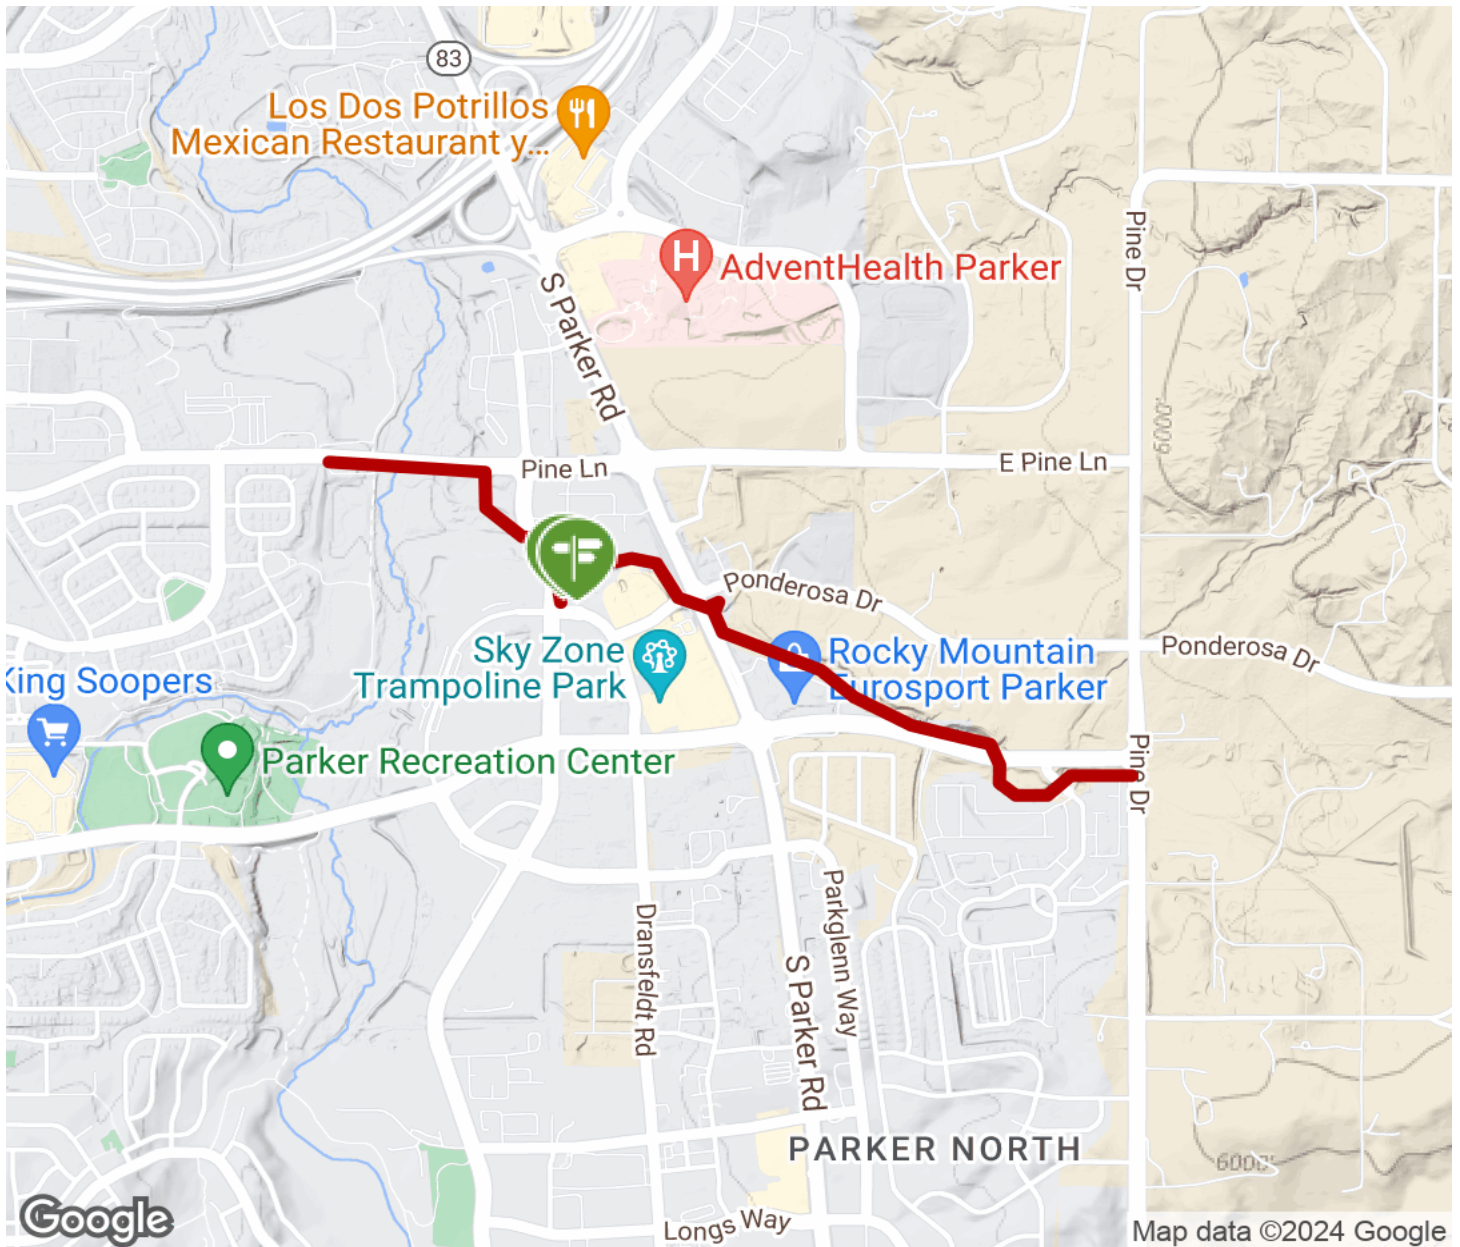 83
Los Dos Potrillos
Mexican Restaurant y...
H
AdventHealth Parker
Pine Dr
S Parker Rd
6000'
Pine Ln
E Pine Ln
Ponderosa Dr
Ponderosa Dr
Sky Zone
Trampoline Park
Rocky Mountain
Eurosport Parker
King Soopers
Parker Recreation Center
Pine Dr
Dransfeldt Rd
Parkglenn Way
S Parker Rd
PARKER NORTH
6000'
Longs Way
Google
Map data ©2024 Google